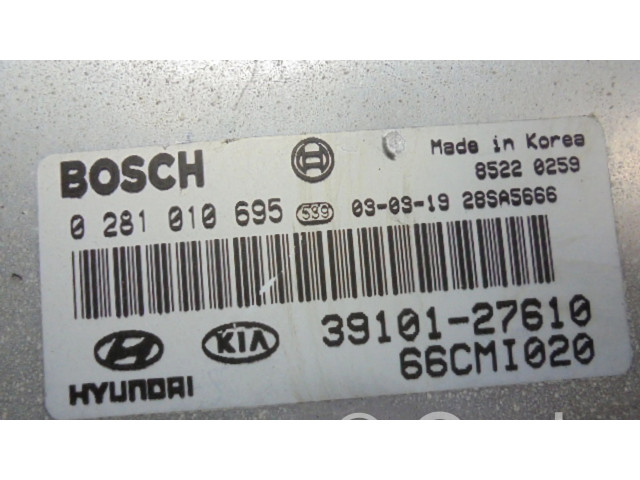 BOSCH
Made in Korea
8522 0259
0 281 010 695 539 03-03-19 28SA5666
39101-27610
66CMI020
HYUNDAI
KIA